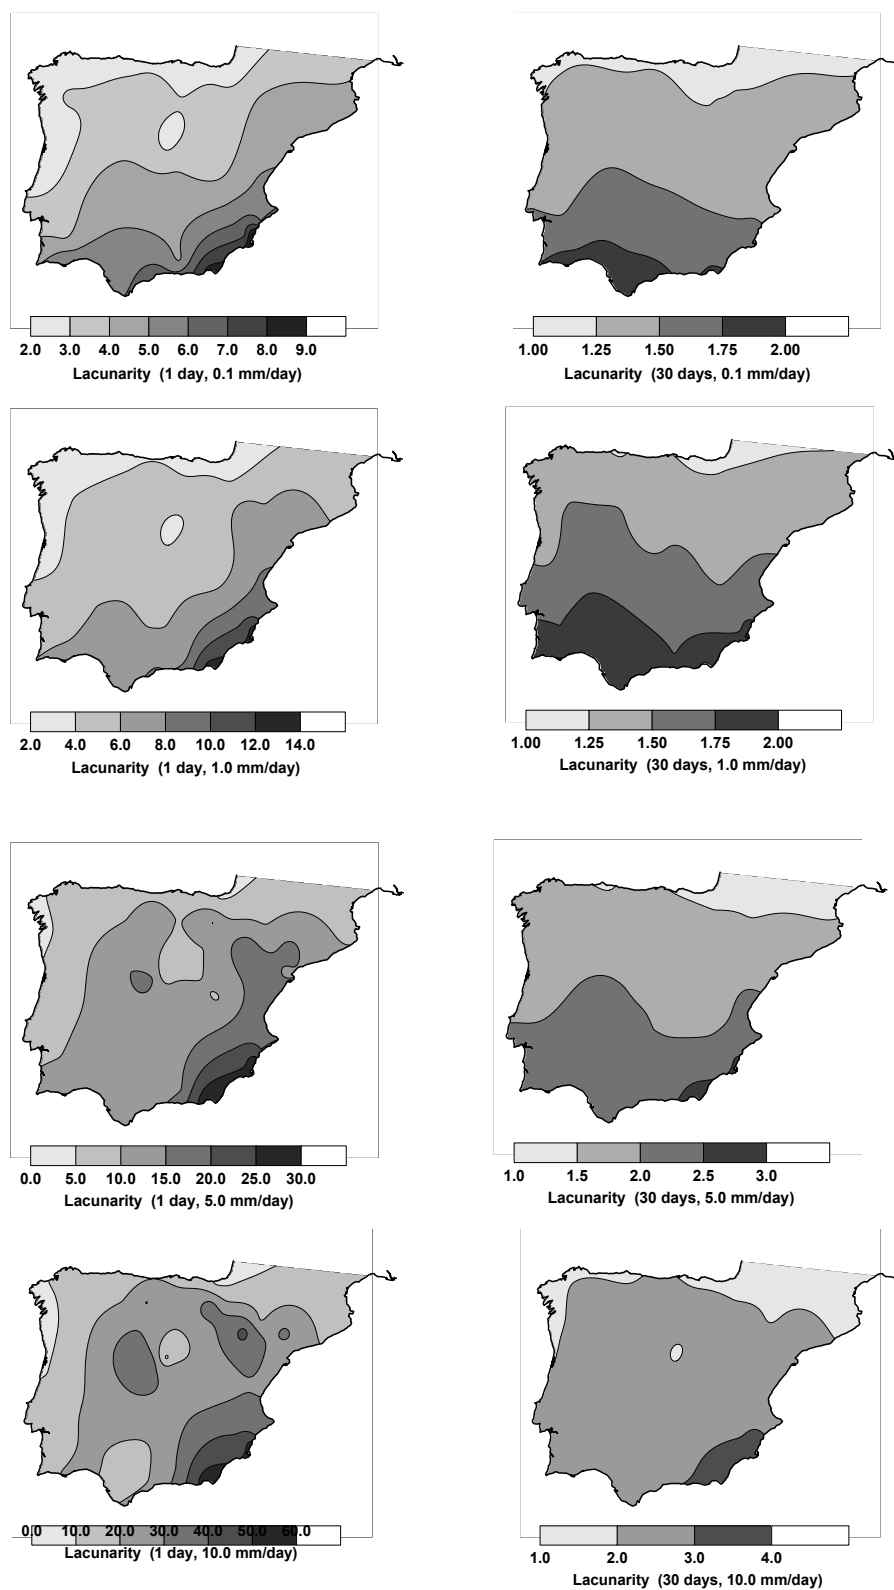 2.0 3.0 4.0 5.0 6.0 7.0 8.0 9.0
Lacunarity (1 day, 0.1 mm/day)
1.00 1.25 1.50 1.75 2.00
Lacunarity (30 days, 0.1 mm/day)
2.0 4.0 6.0 8.0 10.0 12.0 14.0
Lacunarity (1 day, 1.0 mm/day)
1.00 1.25 1.50 1.75 2.00
Lacunarity (30 days, 1.0 mm/day)
0.0 5.0 10.0 15.0 20.0 25.0 30.0
Lacunarity (1 day, 5.0 mm/day)
1.0 1.5 2.0 2.5 3.0
Lacunarity (30 days, 5.0 mm/day)
0.0 10.0 20.0 30.0 40.0 50.0 60.0
Lacunarity (1 day, 10.0 mm/day)
1.0 2.0 3.0 4.0
Lacunarity (30 days, 10.0 mm/day)